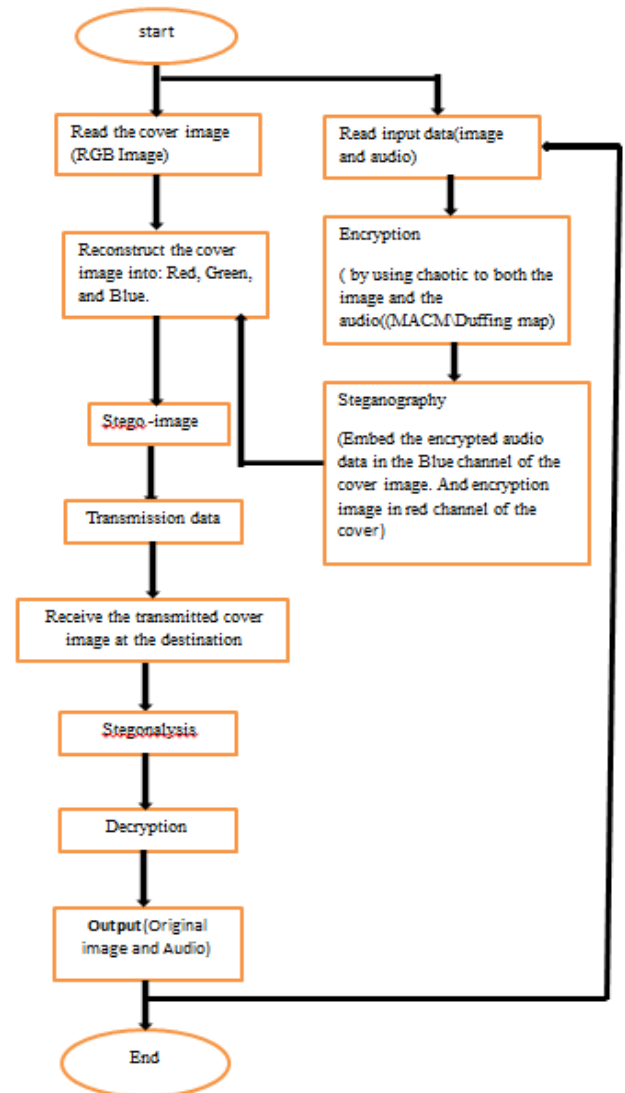 start
Read the cover image
(RGB Image)
Read input data(image
and audio)
Reconstruct the cover
image into: Red, Green,
and Blue.
Encryption
( by using chaotic to both the
image and the
audio((MACM\Duffing map)
Steganography
(Embed the encrypted audio
data in the Blue channel of the
cover image. And encryption
image in red channel of the
cover)
Stego.-image
Transmission data
Receive the transmitted cover
image at the destination
Stegonalysis
Decryption
Output(Original
image and Audio)
End